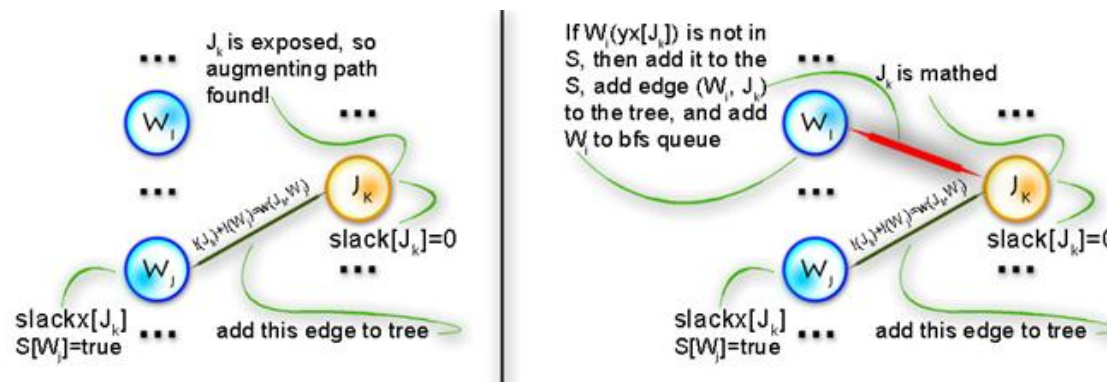 J_k is exposed, so
augmenting path
found!
...
...
W_i
...
J_K
l(J_k)+l(W_j)=w(J_k,W_j)
W_j
slack[J_k]=0
...
slackx[J_k]
S[W_j]=true
...
add this edge to tree
If W_i(yx[J_k]) is not in
S, then add it to the
S, add edge (W_i, J_k)
to the tree, and add
W_i to bfs queue
...
J_k is mathed
...
W_i
...
J_K
l(J_k)+l(W_j)=w(J_k,W_j)
W_j
slack[J_k]=0
...
slackx[J_k]
S[W_j]=true
...
add this edge to tree